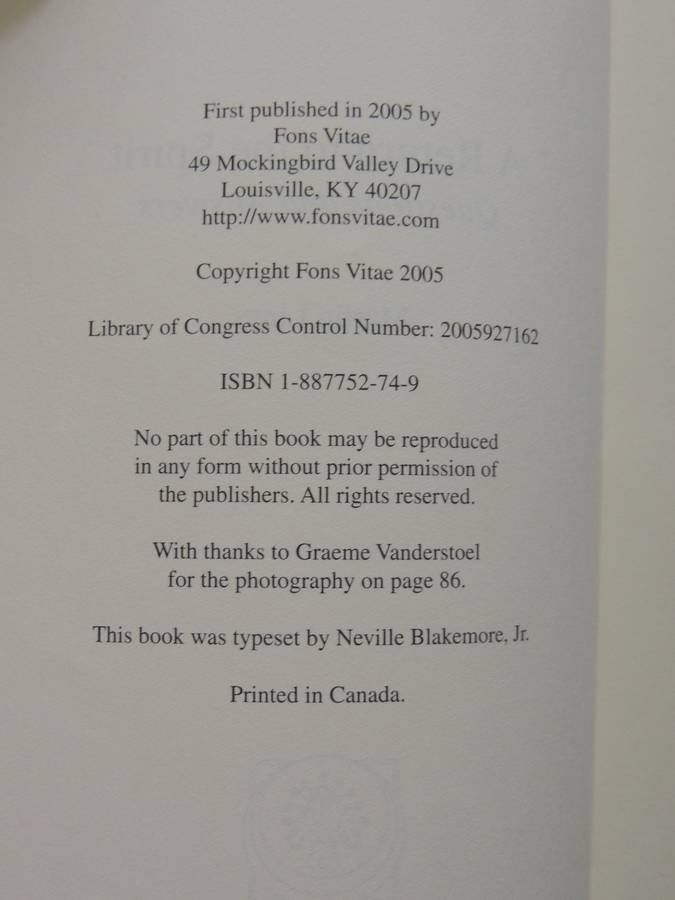 First published in 2005 by
Fons Vitae
49 Mockingbird Valley Drive
Louisville, KY 40207
http://www.fonsvitae.com
Copyright Fons Vitae 2005
Library of Congress Control Number: 2005927162
ISBN 1-887752-74-9
No part of this book may be reproduced
in any form without prior permission of
the publishers. All rights reserved.
With thanks to Graeme Vanderstoel
for the photography on page 86.
This book was typeset by Neville Blakemore, Jr.
Printed in Canada.